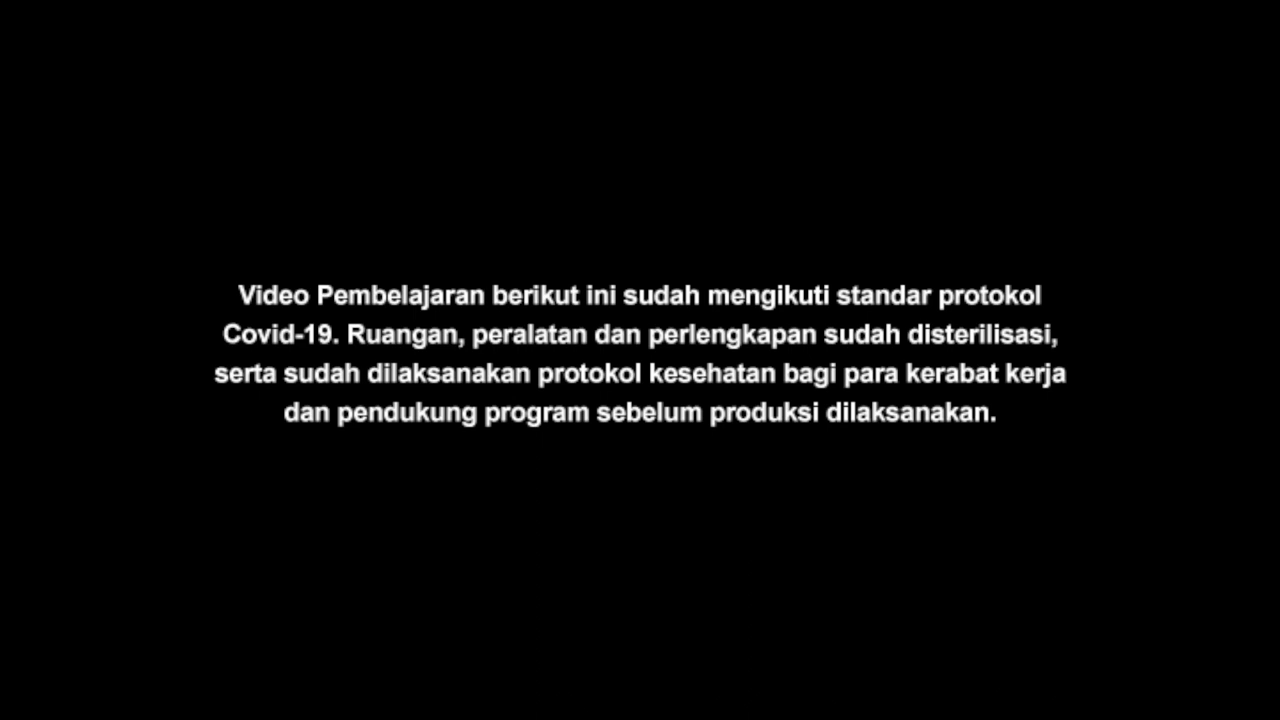 Video Pembelajaran berikut ini sudah mengikuti standar protokol
Covid-19. Ruangan, peralatan dan perlengkapan sudah disterilisasi,
serta sudah dilaksanakan protokol kesehatan bagi para kerabat kerja
dan pendukung program sebelum produksi dilaksanakan.